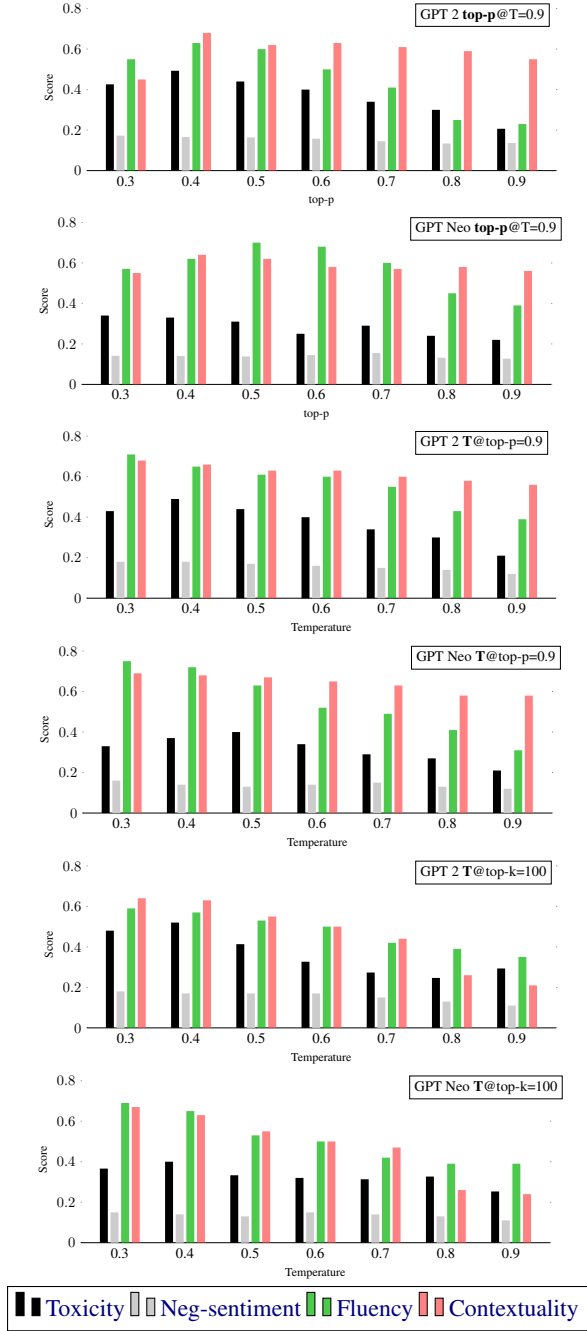 GPT 2 top-p@T=0.9
Score
0.8
0.6
0.4
0.2
0
0.3 0.4 0.5 0.6 0.7 0.8 0.9
top-p
GPT Neo top-p@T=0.9
Score
0.8
0.6
0.4
0.2
0
0.3 0.4 0.5 0.6 0.7 0.8 0.9
top-p
GPT 2 T@top-p=0.9
Score
0.8
0.6
0.4
0.2
0
0.3 0.4 0.5 0.6 0.7 0.8 0.9
Temperature
GPT Neo T@top-p=0.9
Score
0.8
0.6
0.4
0.2
0
0.3 0.4 0.5 0.6 0.7 0.8 0.9
Temperature
GPT 2 T@top-k=100
Score
0.8
0.6
0.4
0.2
0
0.3 0.4 0.5 0.6 0.7 0.8 0.9
Temperature
GPT Neo T@top-k=100
Score
0.8
0.6
0.4
0.2
0
0.3 0.4 0.5 0.6 0.7 0.8 0.9
Temperature
Toxicity Neg-sentiment Fluency Contextuality